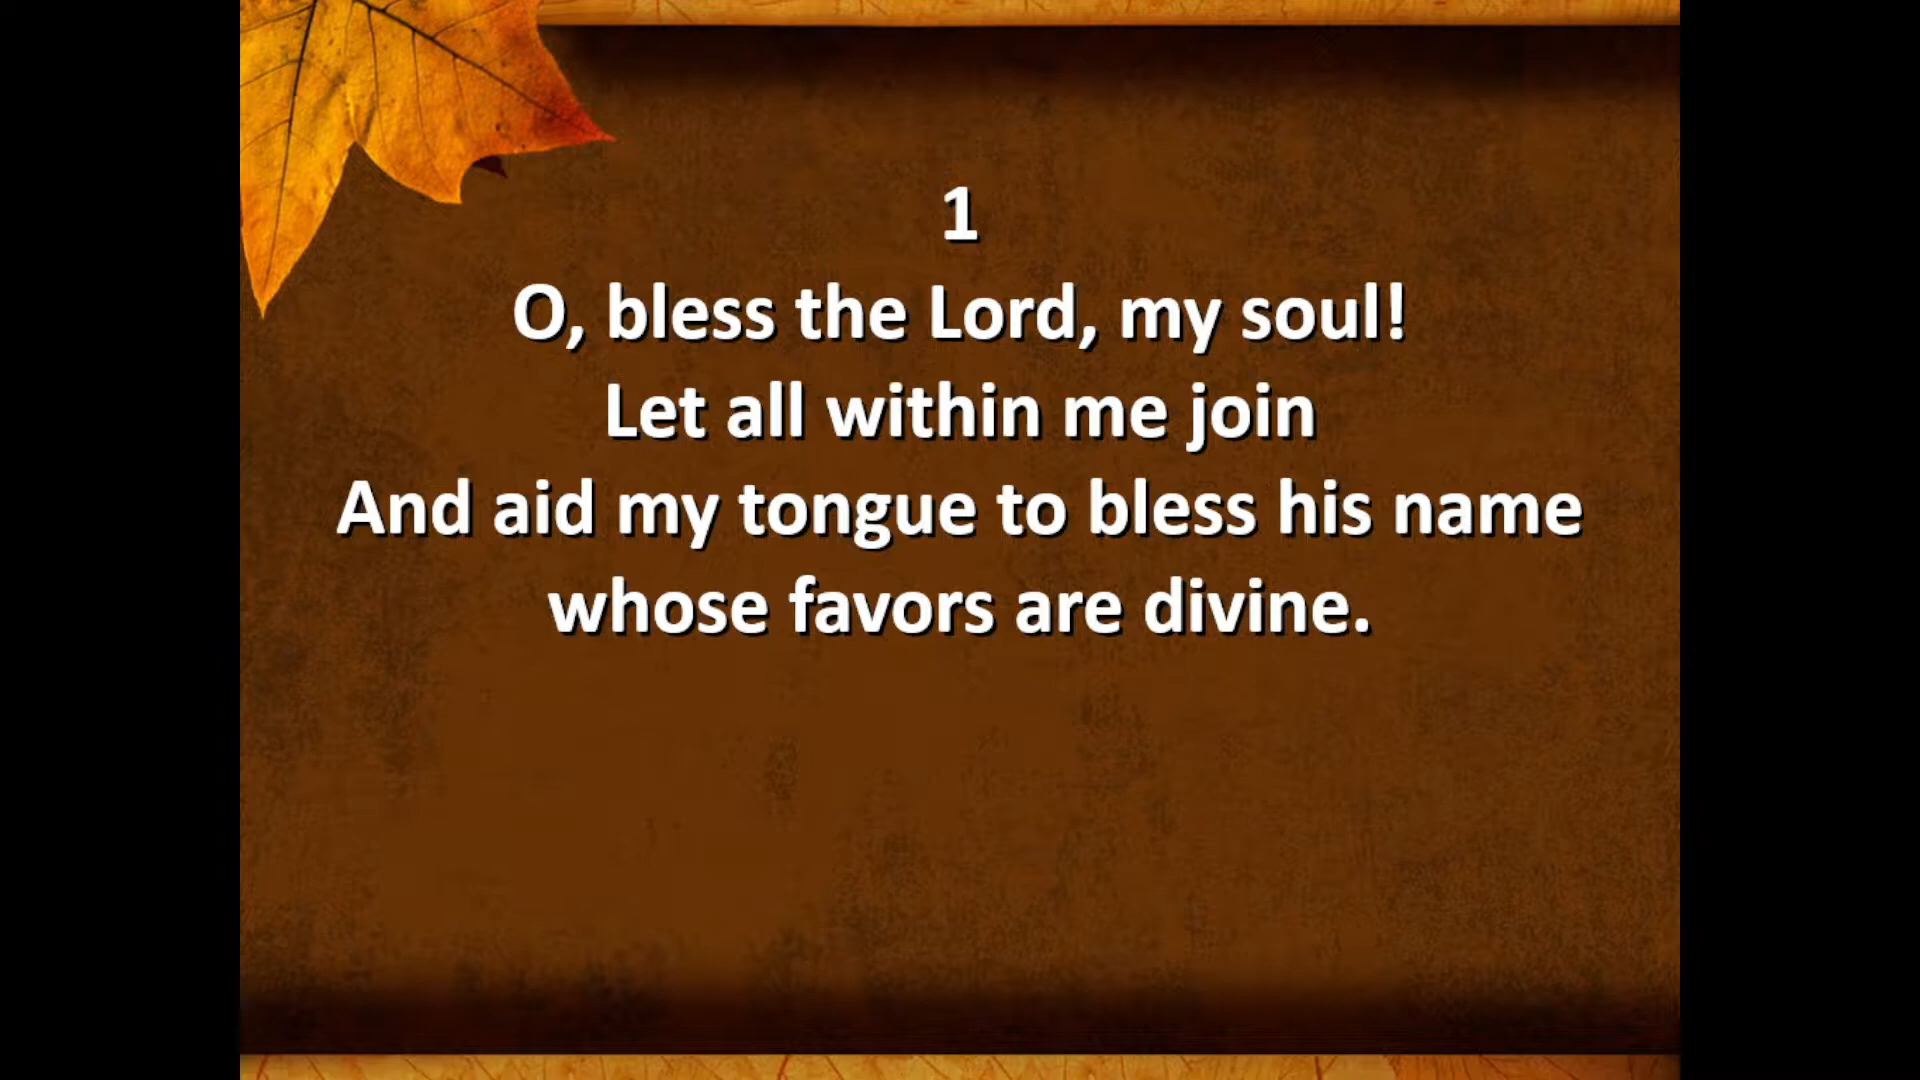 1
O, bless the Lord, my soul!
Let all within me join
And aid my tongue to bless his name
whose favors are divine.